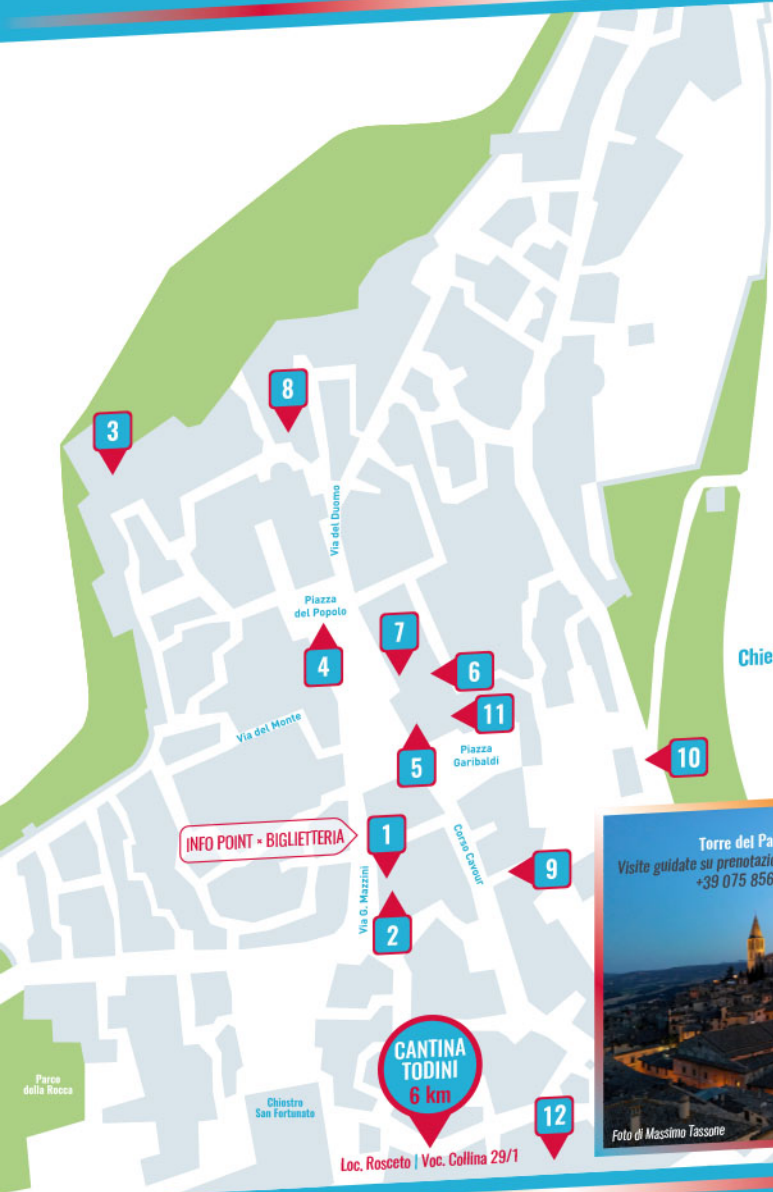 8
3
Via del Duomo
Piazza
del Popolo
7
4
6
11
Via del Monte
Piazza
Garibaldi
5
10
INFO POINT - BIGLIETTERIA
1
Corso Cavour
9
Via G. Mazzini
2
CANTINA
TODINI
6 km
Parco
della Rocca
Chiostro
San Fortunato
12
Loc. Rosceto | Voc. Collina 29/1
Chie
Torre del Pa
Visite guidate su prenotazi
+39 075 856
Foto di Massimo Tassone